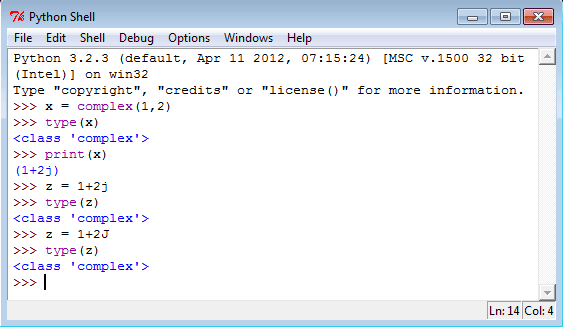 Python Shell
File Edit Shell Debug Options Windows Help
Python 3.2.3 (default, Apr 11 2012, 07:15:24) [MSC v.1500 32 bit
(Intel)] on win32
Type "copyright", "credits" or "license()" for more information.
>>> x = complex(1,2)
>>> type(x)
<class 'complex'>
>>> print(x)
(1+2j)
>>> z = 1+2j
>>> type(z)
<class 'complex'>
>>> z = 1+2J
>>> type(z)
<class 'complex'>
>>>
Ln: 14 Col: 4